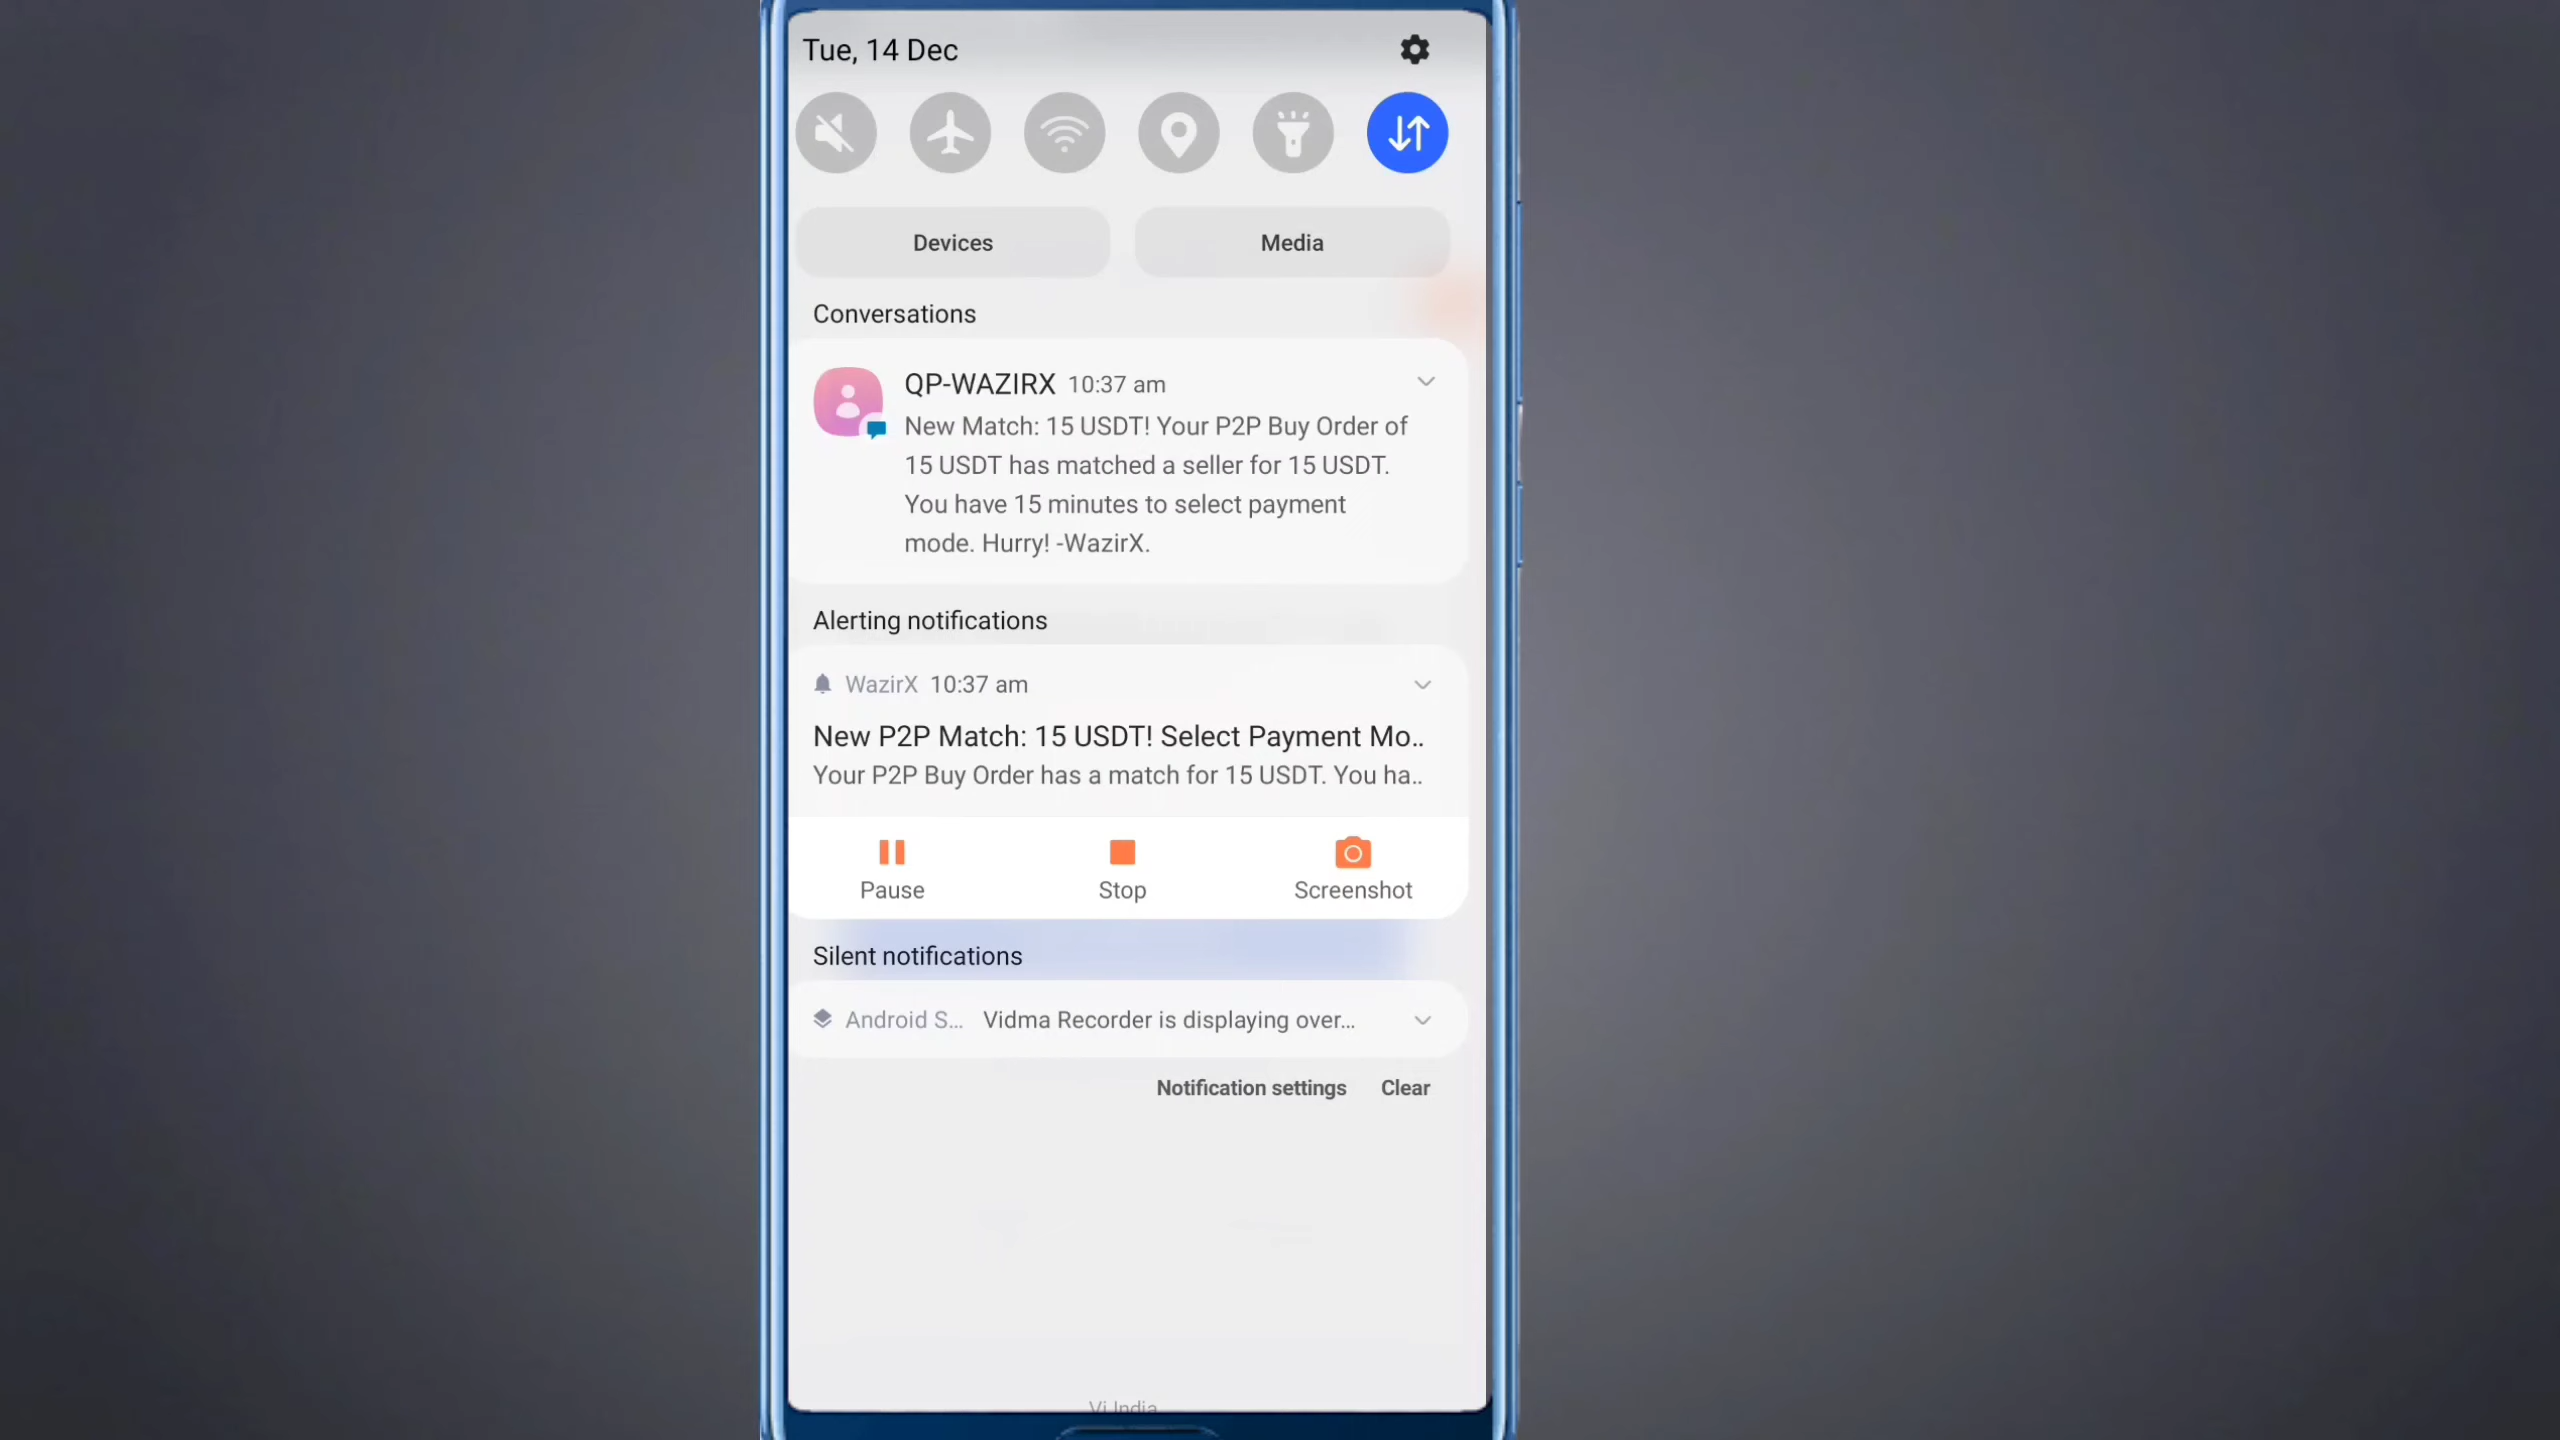 Tue, 14 Dec
Devices
Media
Conversations
QP-WAZIRX 10:37 am
New Match: 15 USDT! Your P2P Buy Order of
15 USDT has matched a seller for 15 USDT.
You have 15 minutes to select payment
mode. Hurry! -WazirX.
Alerting notifications
WazirX 10:37 am
New P2P Match: 15 USDT! Select Payment Mo..
Your P2P Buy Order has a match for 15 USDT. You ha..
Pause
Stop
Screenshot
Silent notifications
Android S... Vidma Recorder is displaying over...
Notification settings
Clear
Vi India